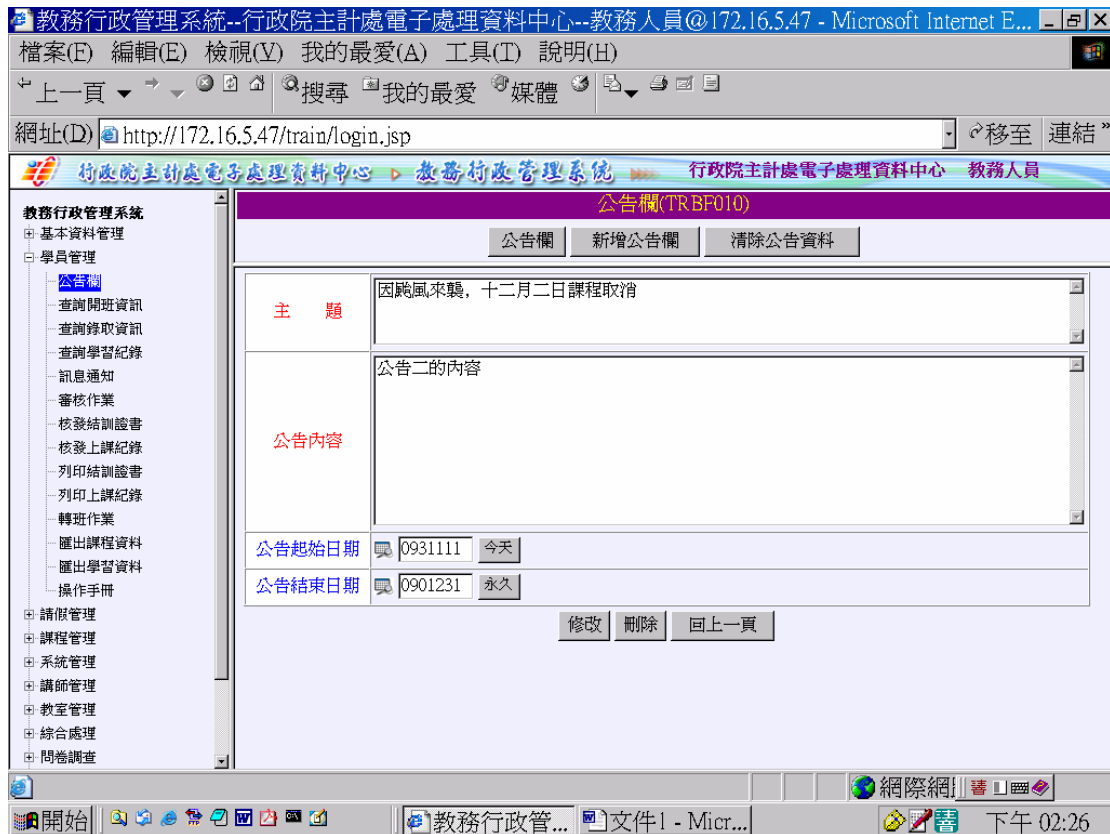 教務行政管理系統--行政院主計處電子處理資料中心--教務人員@172.16.5.47 - Microsoft Internet E...
檔案(F) 編輯(E) 檢視(V) 我的最愛(A) 工具(T) 說明(H)
上一頁 搜尋 我的最愛 媒體
網址(D) http://172.16.5.47/train/login.jsp 移至 連結 »
行政院主計處電子處理資料中心 教務行政管理系統 行政院主計處電子處理資料中心 教務人員
教務行政管理系統
基本資料管理
學員管理
公告欄
查詢開班資訊
查詢錄取資訊
查詢學習紀錄
訊息通知
審核作業
核發結訓證書
核發上課紀錄
列印結訓證書
列印上課紀錄
轉班作業
匯出課程資料
匯出學習資料
操作手冊
請假管理
課程管理
系統管理
講師管理
教室管理
綜合處理
問卷調查
公告欄(TRBF010)
公告欄 新增公告欄 清除公告資料
主 題 因颱風來襲，十二月二日課程取消
公告內容 公告二的內容
公告起始日期 0931111 今天
公告結束日期 0901231 永久
修改 刪除 回上一頁
網際網
開始 教務行政管... 文件1 - Micr... 下午 02:26